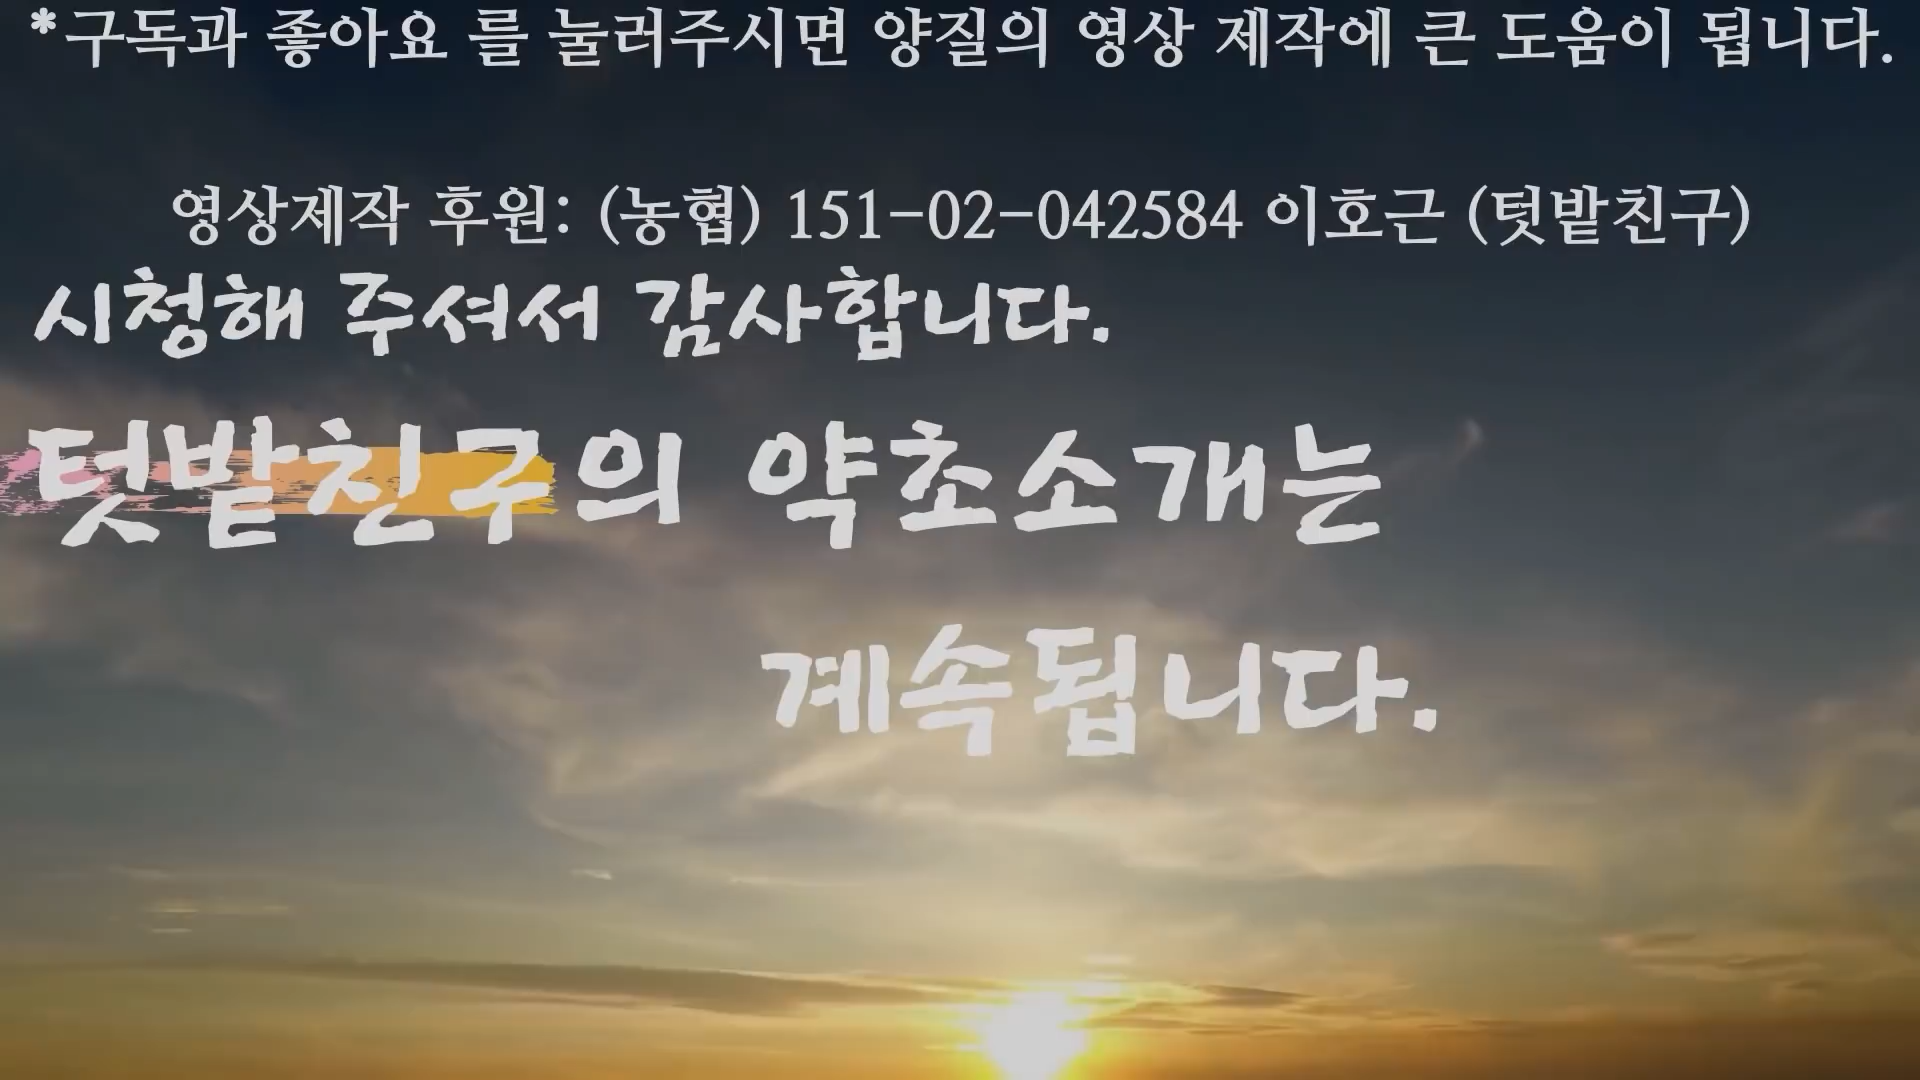 *구독과 좋아요 를 눌러주시면 양질의 영상 제작에 큰 도움이 됩니다.
영상제작 후원: (농협) 151-02-042584 이호근 (텃밭친구)
시청해 주셔서 감사합니다.
텃밭친구의 약초소개는
계속됩니다.